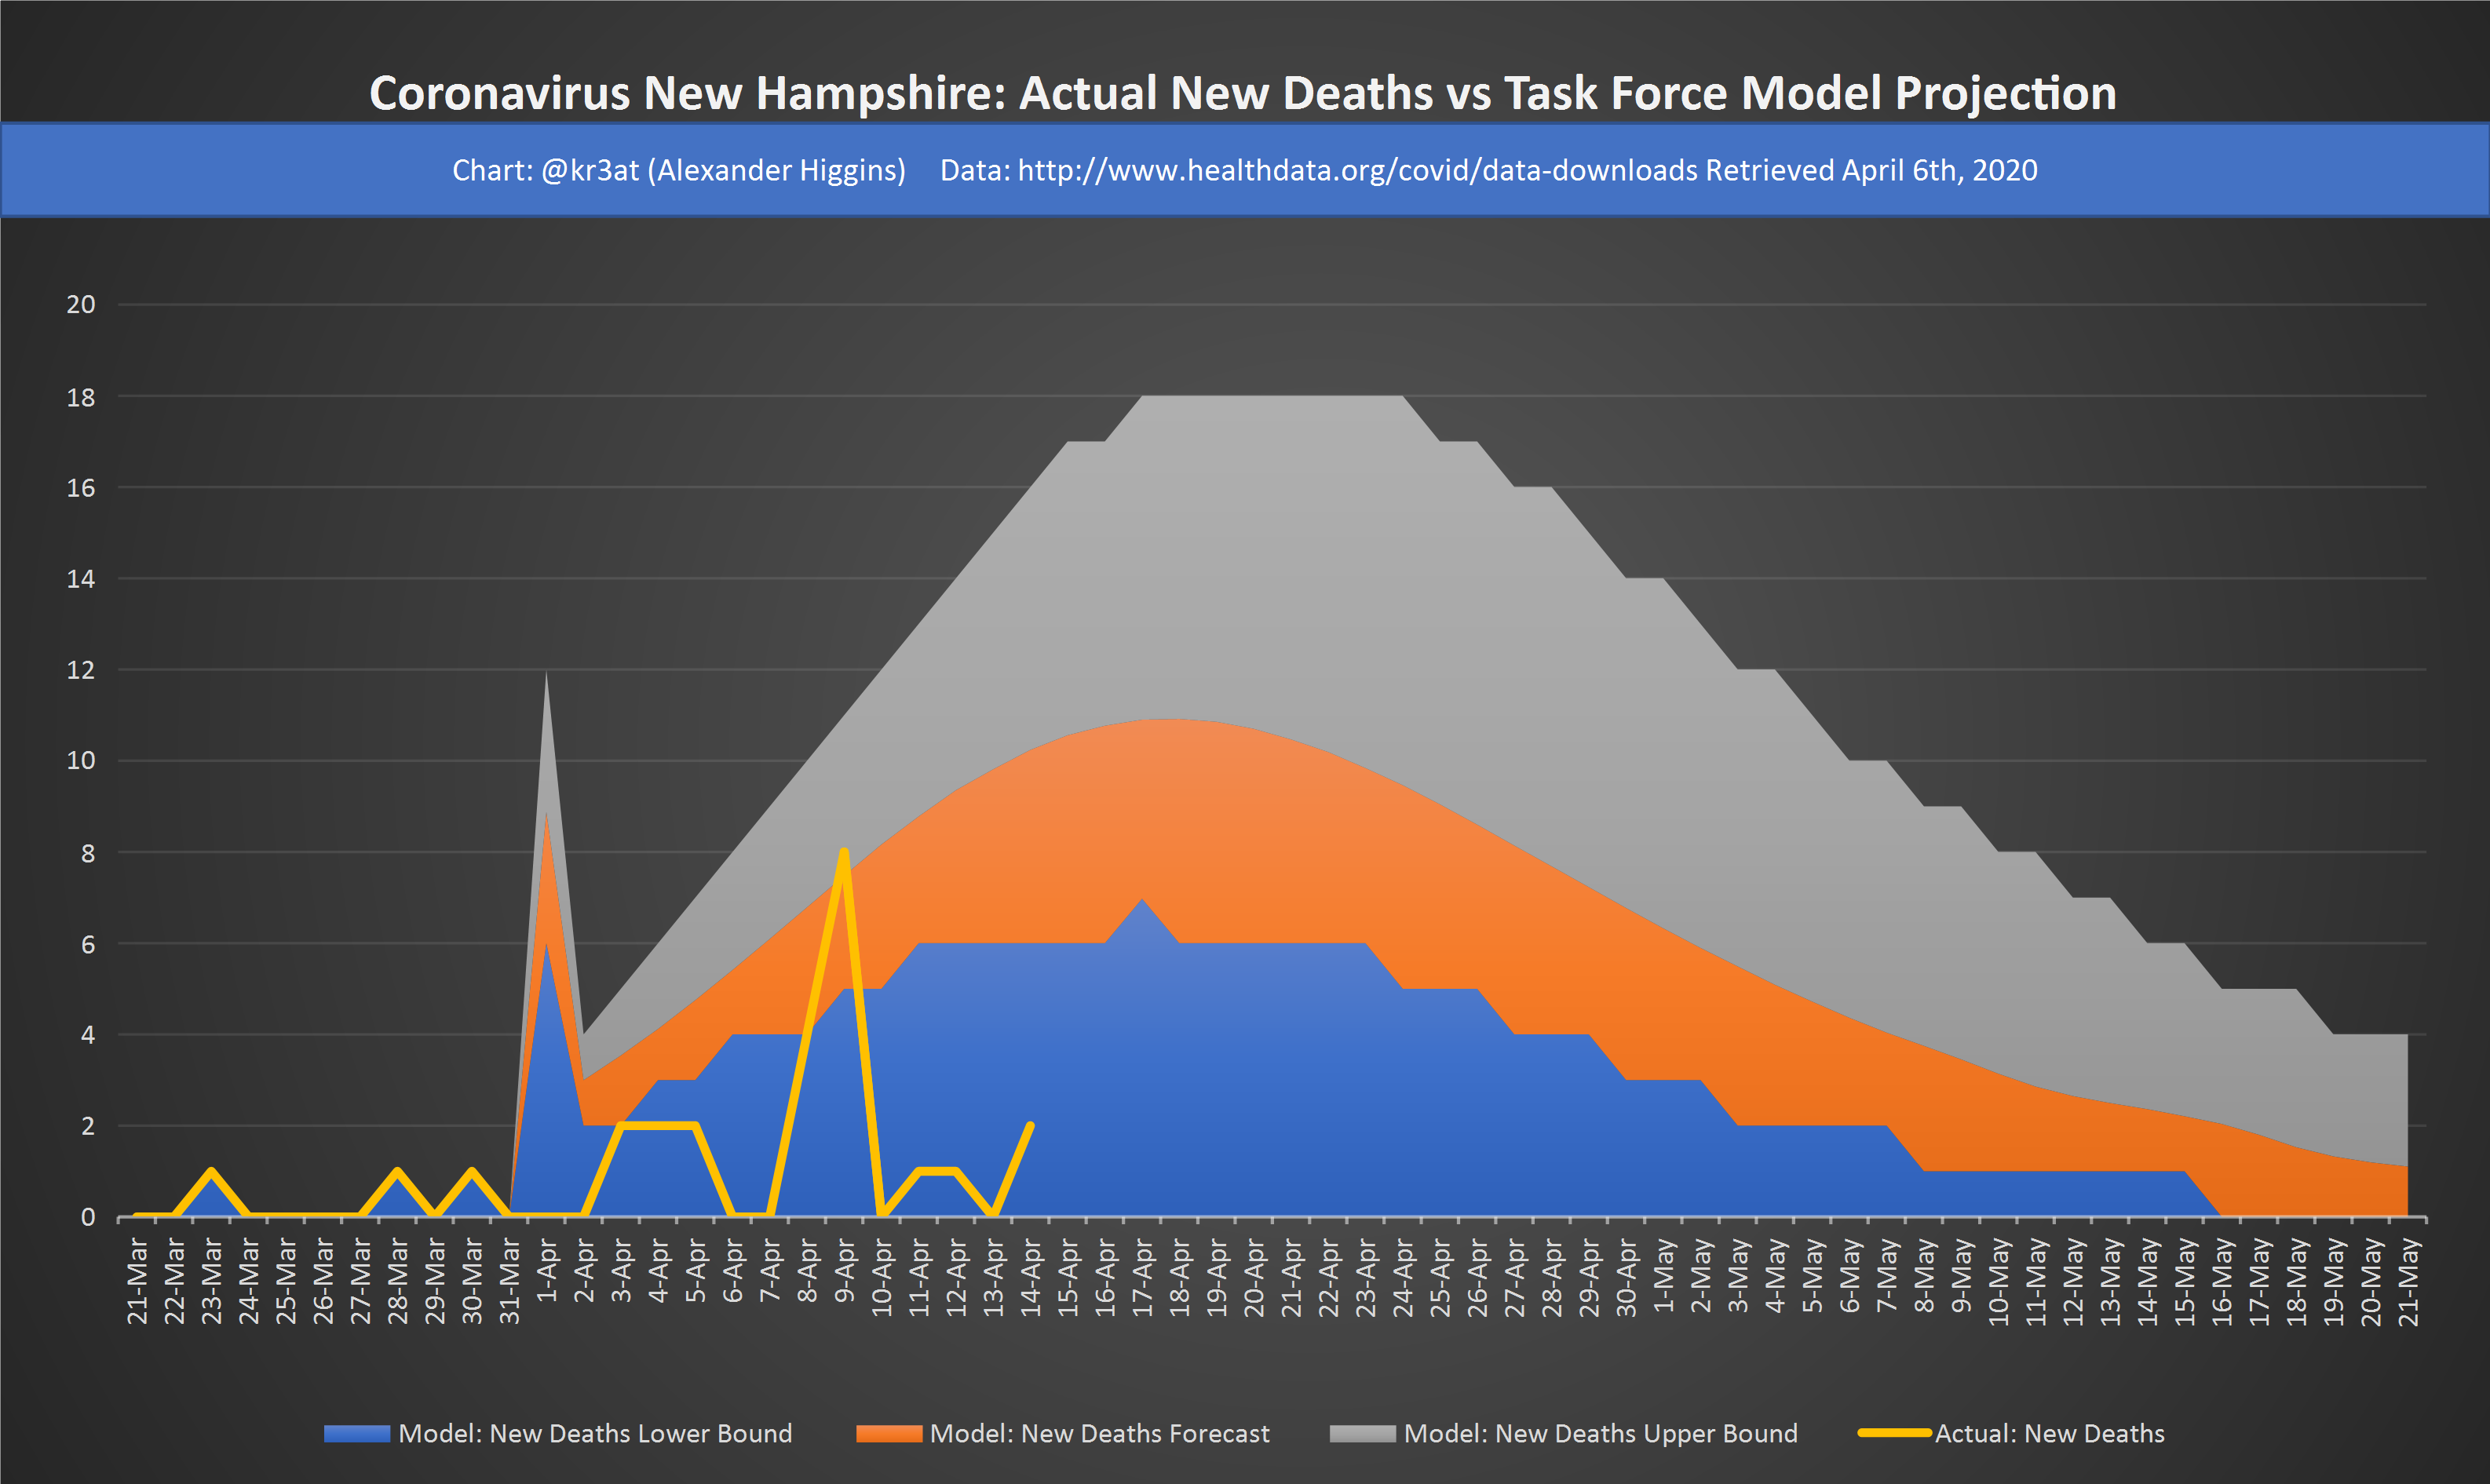 Coronavirus New Hampshire: Actual New Deaths vs Task Force Model Projection
Chart: @kr3at (Alexander Higgins) Data: http://www.healthdata.org/covid/data-downloads Retrieved April 6th, 2020
20
18
16
14
12
10
8
6
4
2
0
21-Mar
22-Mar
23-Mar
24-Mar
25-Mar
26-Mar
27-Mar
28-Mar
29-Mar
30-Mar
31-Mar
1-Apr
2-Apr
3-Apr
4-Apr
5-Apr
6-Apr
7-Apr
8-Apr
9-Apr
10-Apr
11-Apr
12-Apr
13-Apr
14-Apr
15-Apr
16-Apr
17-Apr
18-Apr
19-Apr
20-Apr
21-Apr
22-Apr
23-Apr
24-Apr
25-Apr
26-Apr
27-Apr
28-Apr
29-Apr
30-Apr
1-May
2-May
3-May
4-May
5-May
6-May
7-May
8-May
9-May
10-May
11-May
12-May
13-May
14-May
15-May
16-May
17-May
18-May
19-May
20-May
21-May
Model: New Deaths Lower Bound
Model: New Deaths Forecast
Model: New Deaths Upper Bound
Actual: New Deaths